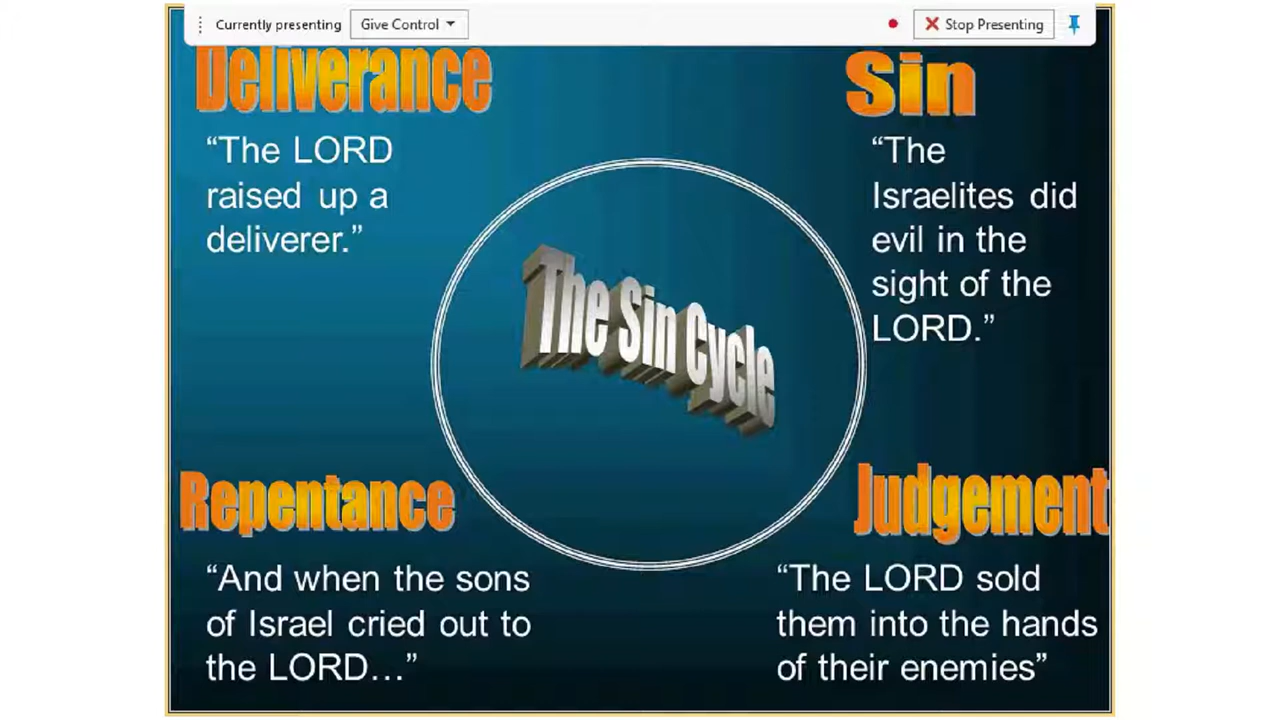 Currently presenting Give Control Stop Presenting
Deliverance
“The LORD
raised up a
deliverer.”
Sin
“The
Israelites did
evil in the
sight of the
LORD.”
The Sin Cycle
Repentance
“And when the sons
of Israel cried out to
the LORD…”
Judgement
“The LORD sold
them into the hands
of their enemies”